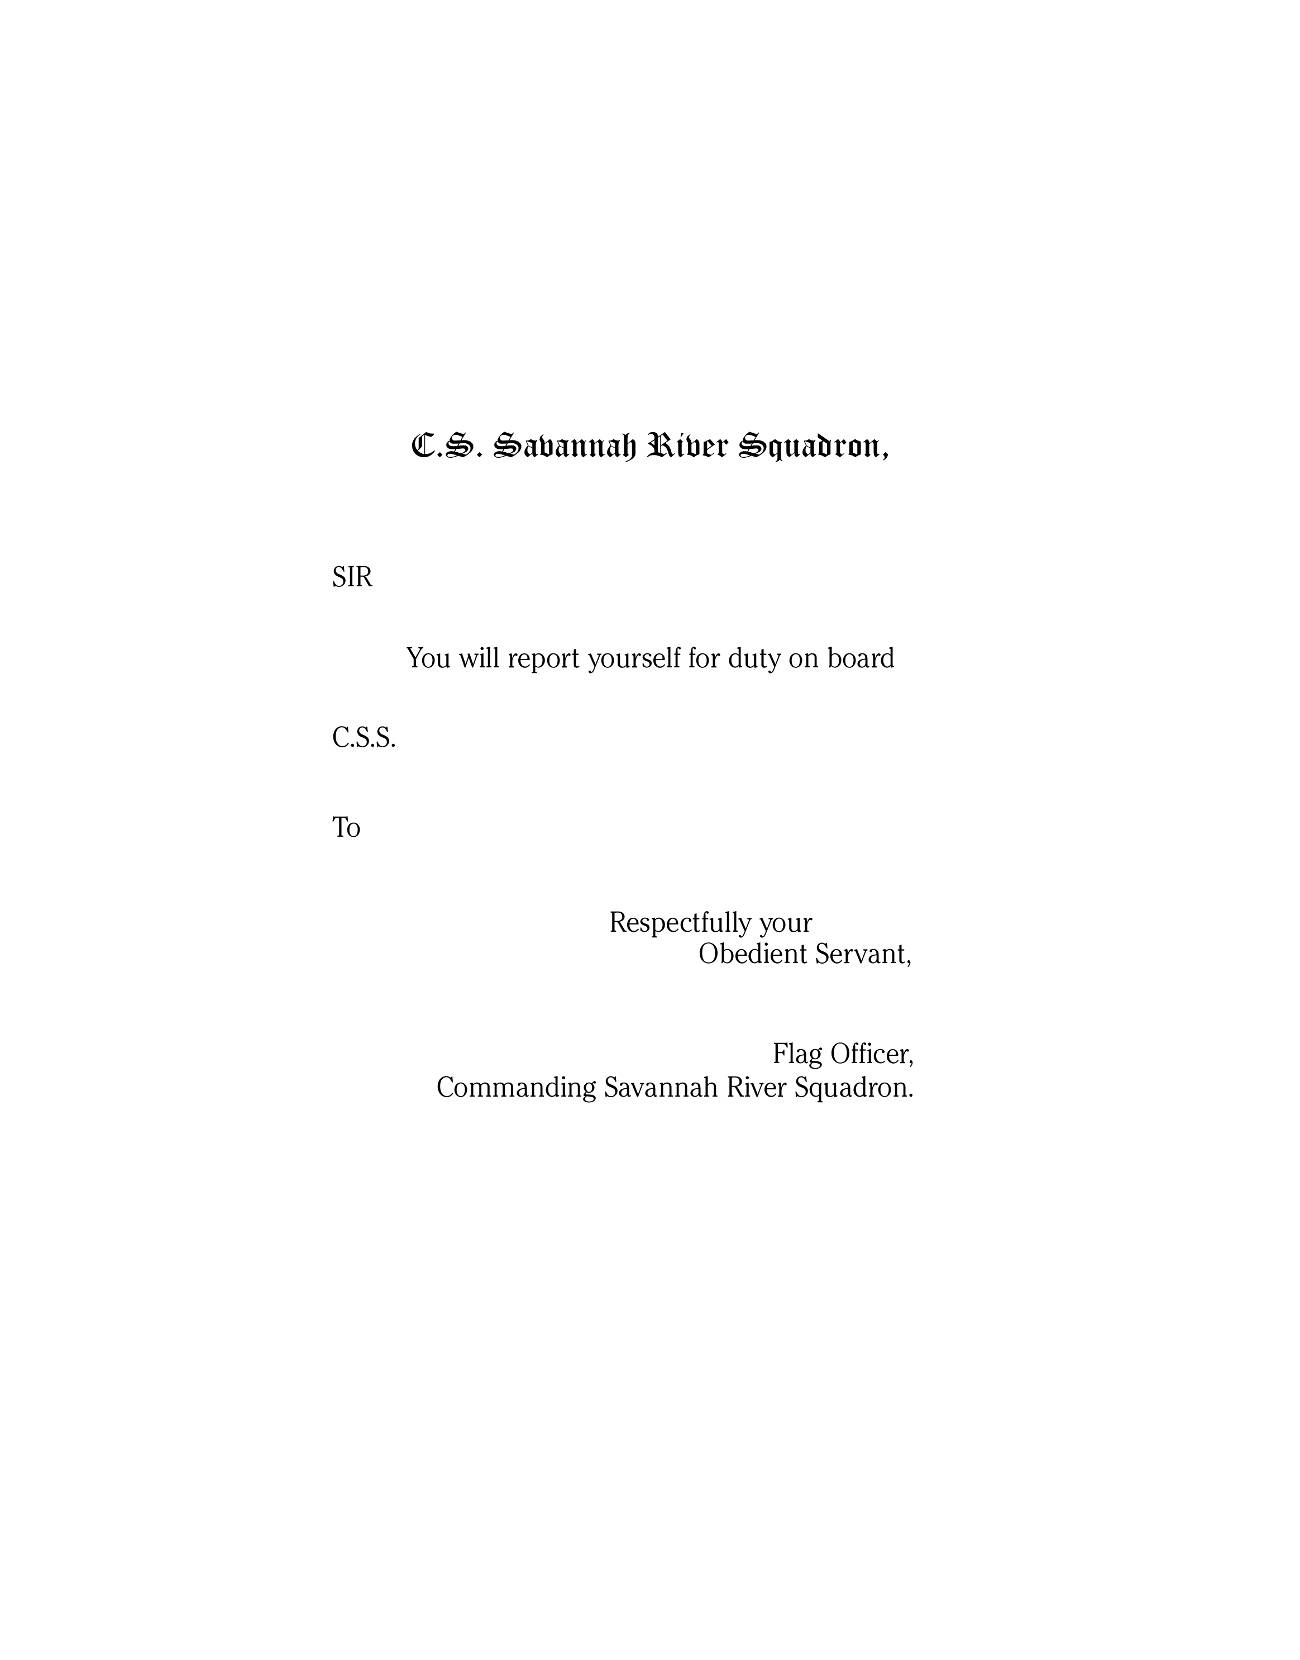 C.S. Savannah River Squadron,
SIR
You will report yourself for duty on board
C.S.S.
To
Respectfully your
Obedient Servant,
Flag Officer,
Commanding Savannah River Squadron.